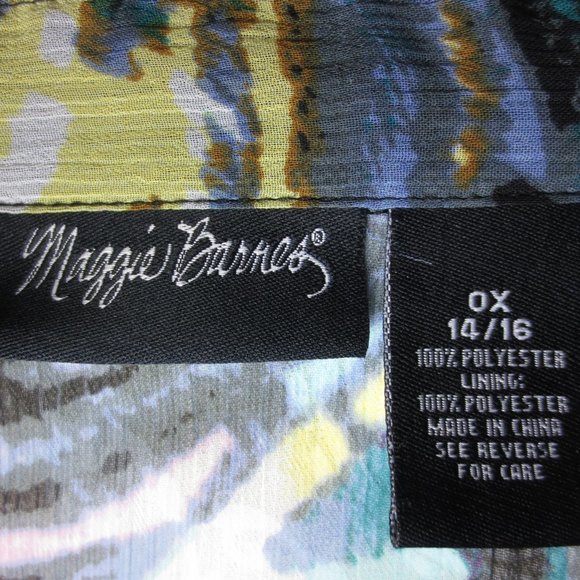 Maggie Barnes®
0X
14/16
100% POLYESTER
LINING:
100% POLYESTER
MADE IN CHINA
SEE REVERSE
FOR CARE